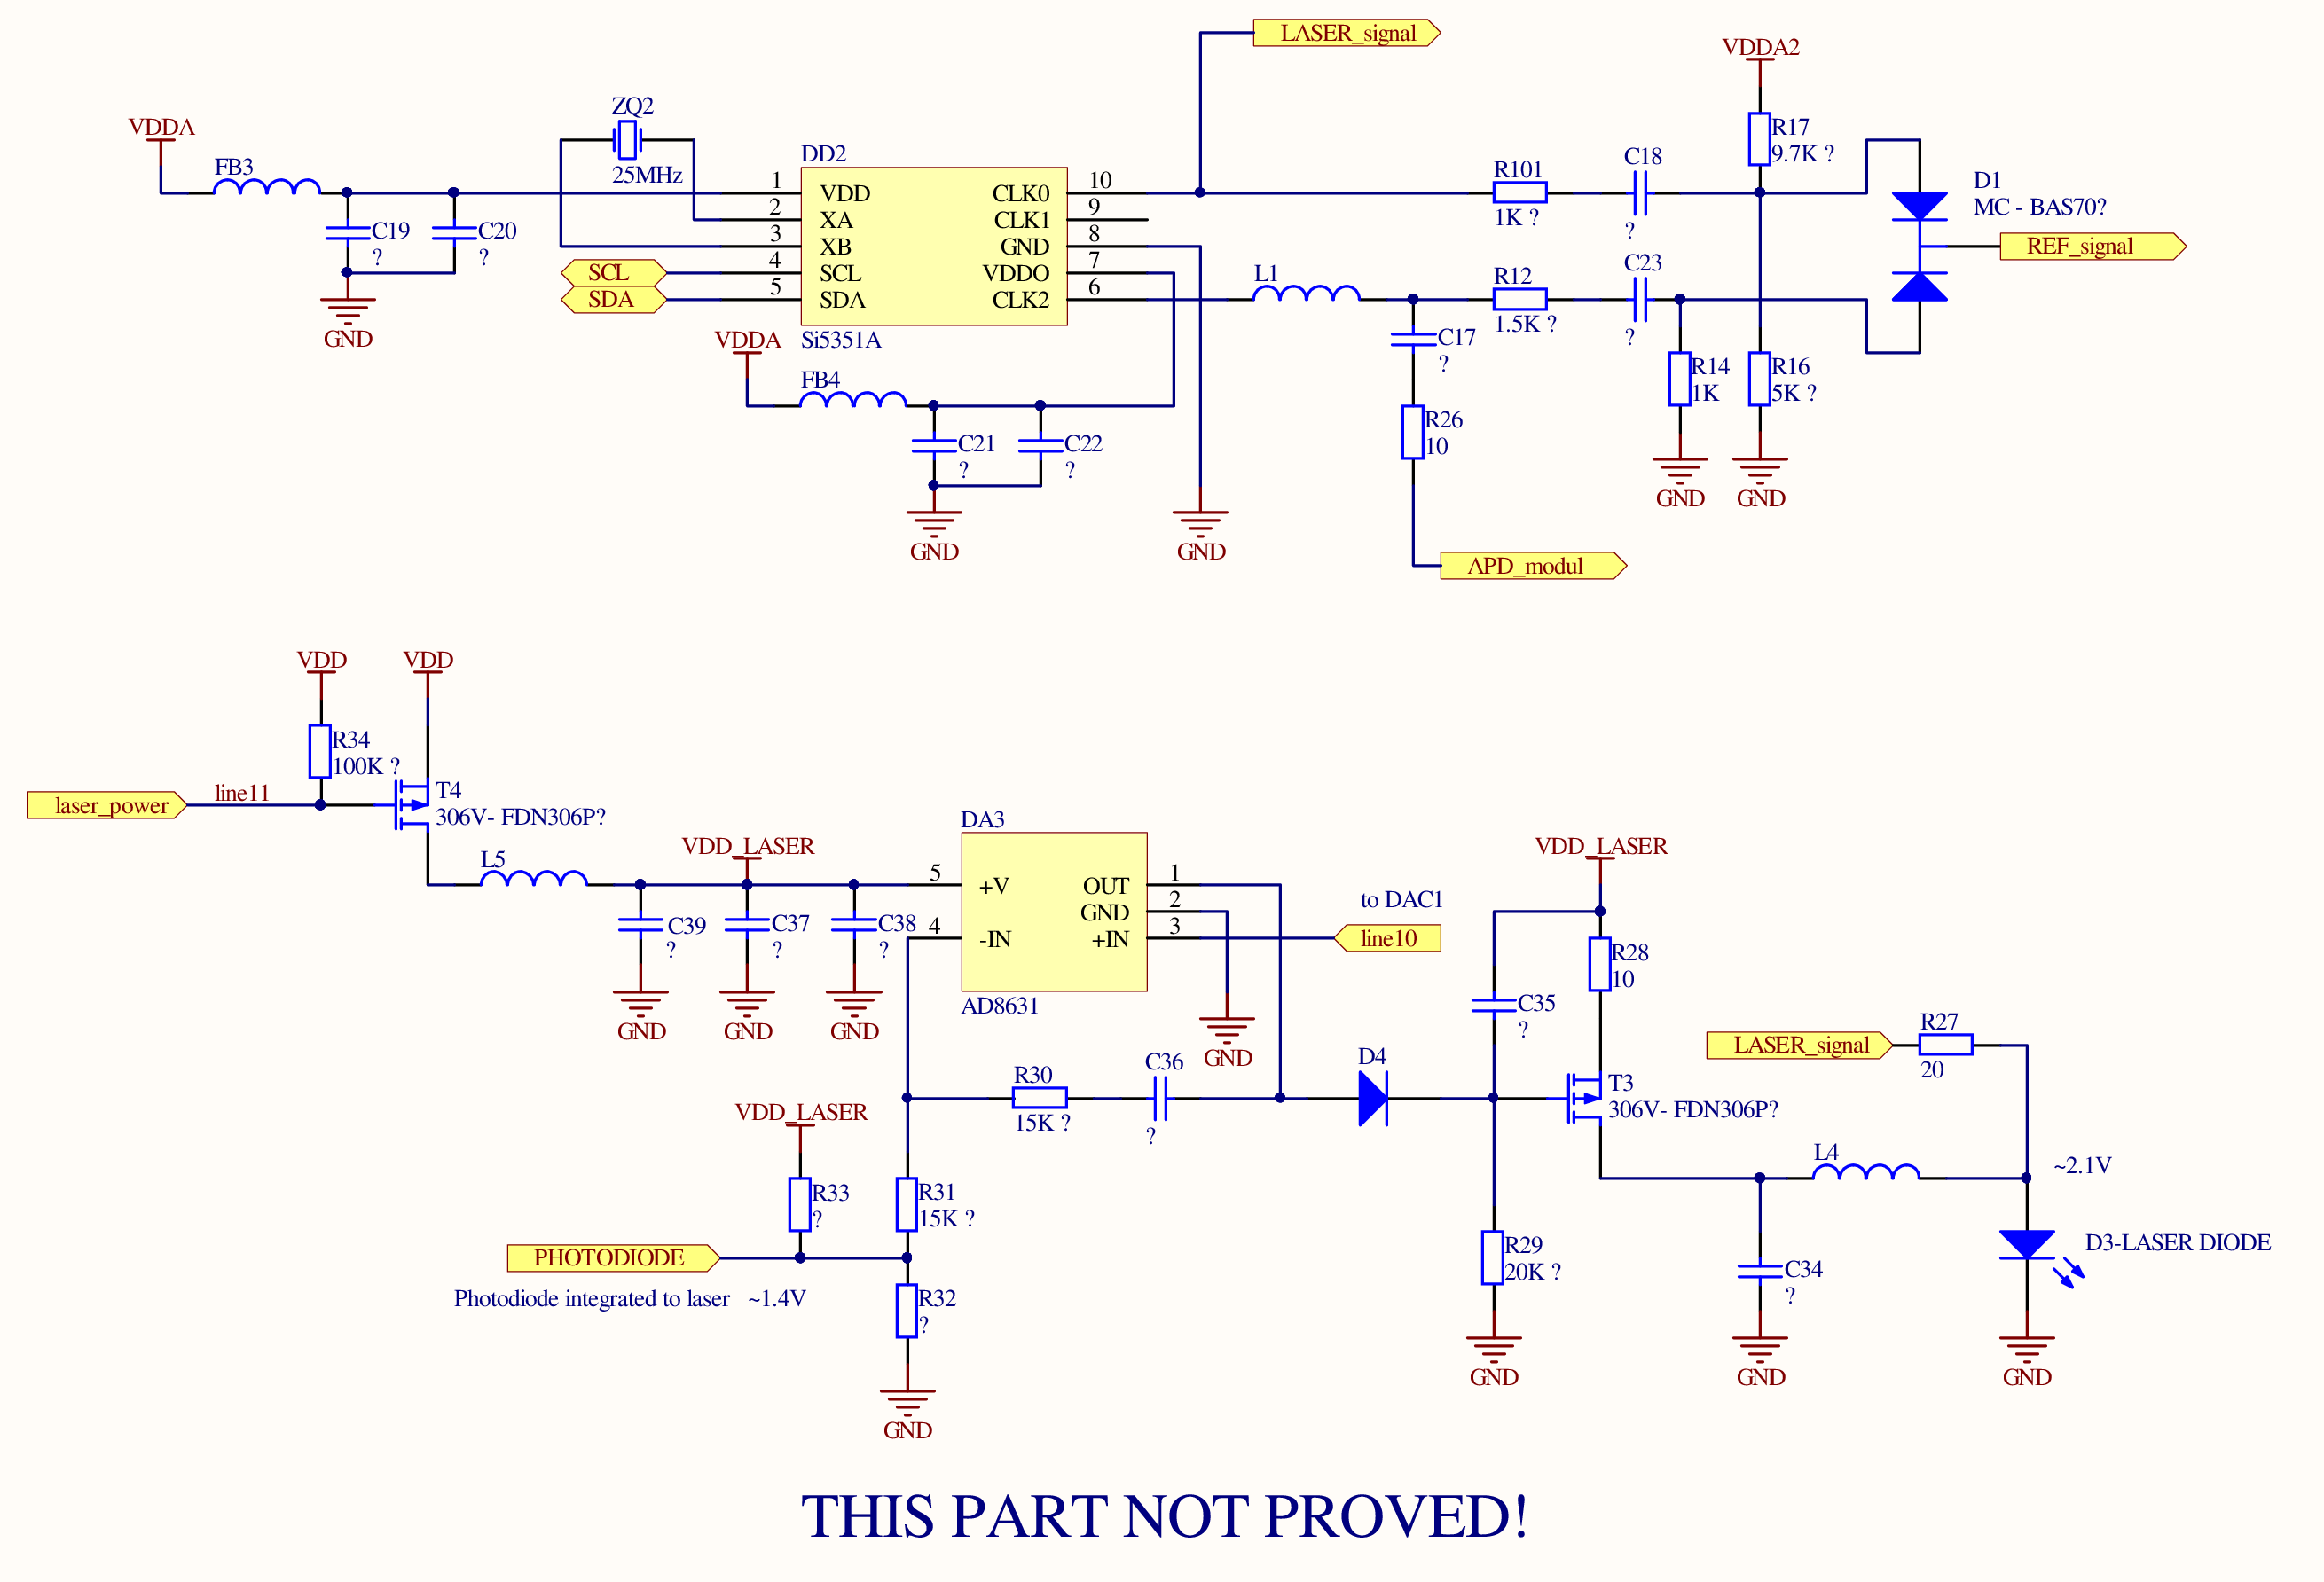 LASER_signal
VDDA2
ZQ2
25MHz
VDDA
FB3
C19
?
C20
?
GND
DD2
1
2
3
4
5
VDD
XA
XB
SCL
SDA
CLK0
CLK1
GND
VDDO
CLK2
10
9
8
7
6
Si5351A
SCL
SDA
VDDA
FB4
C21
?
C22
?
GND
GND
L1
C17
?
R26
10
APD_modul
R101
1K ?
C18
?
R12
1.5K ?
C23
?
R17
9.7K ?
R14
1K
R16
5K ?
GND
GND
D1
MC - BAS70?
REF_signal
VDD
VDD
R34
100K ?
laser_power
line11
T4
306V- FDN306P?
L5
VDD_LASER
C39
?
C37
?
C38
?
GND
GND
GND
DA3
5
4
+V
-IN
OUT
GND
+IN
1
2
3
AD8631
GND
to DAC1
line10
VDD_LASER
R28
10
C35
?
LASER_signal
R27
20
R30
15K ?
C36
?
D4
T3
306V- FDN306P?
VDD_LASER
R33
?
R31
15K ?
PHOTODIODE
Photodiode integrated to laser ~1.4V
R32
?
GND
R29
20K ?
GND
L4
~2.1V
C34
?
GND
D3-LASER DIODE
GND
THIS PART NOT PROVED!